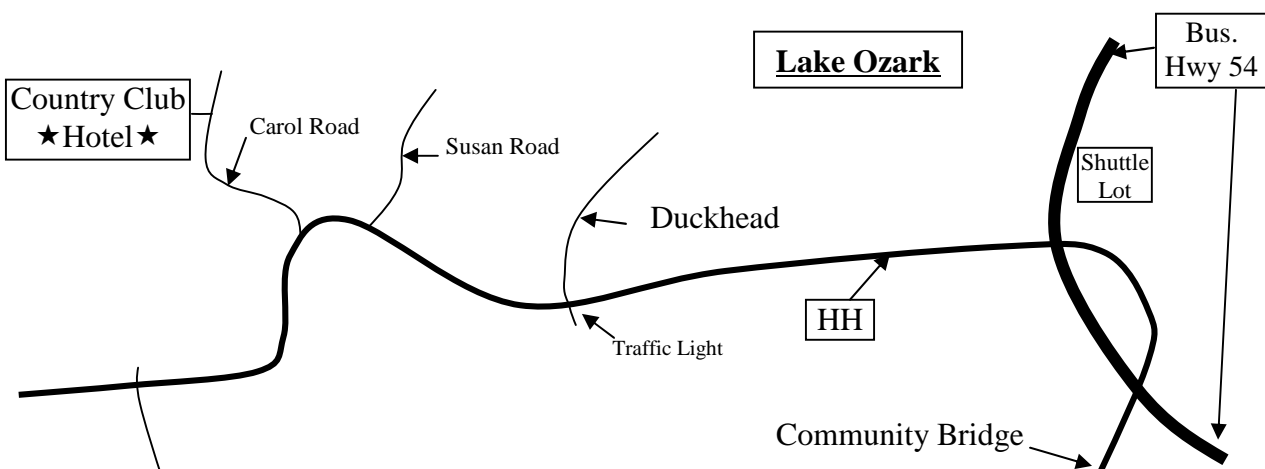 Lake Ozark
Bus.
Hwy 54
Country Club
★Hotel★
Carol Road
Susan Road
Shuttle
Lot
Duckhead
HH
Traffic Light
Community Bridge